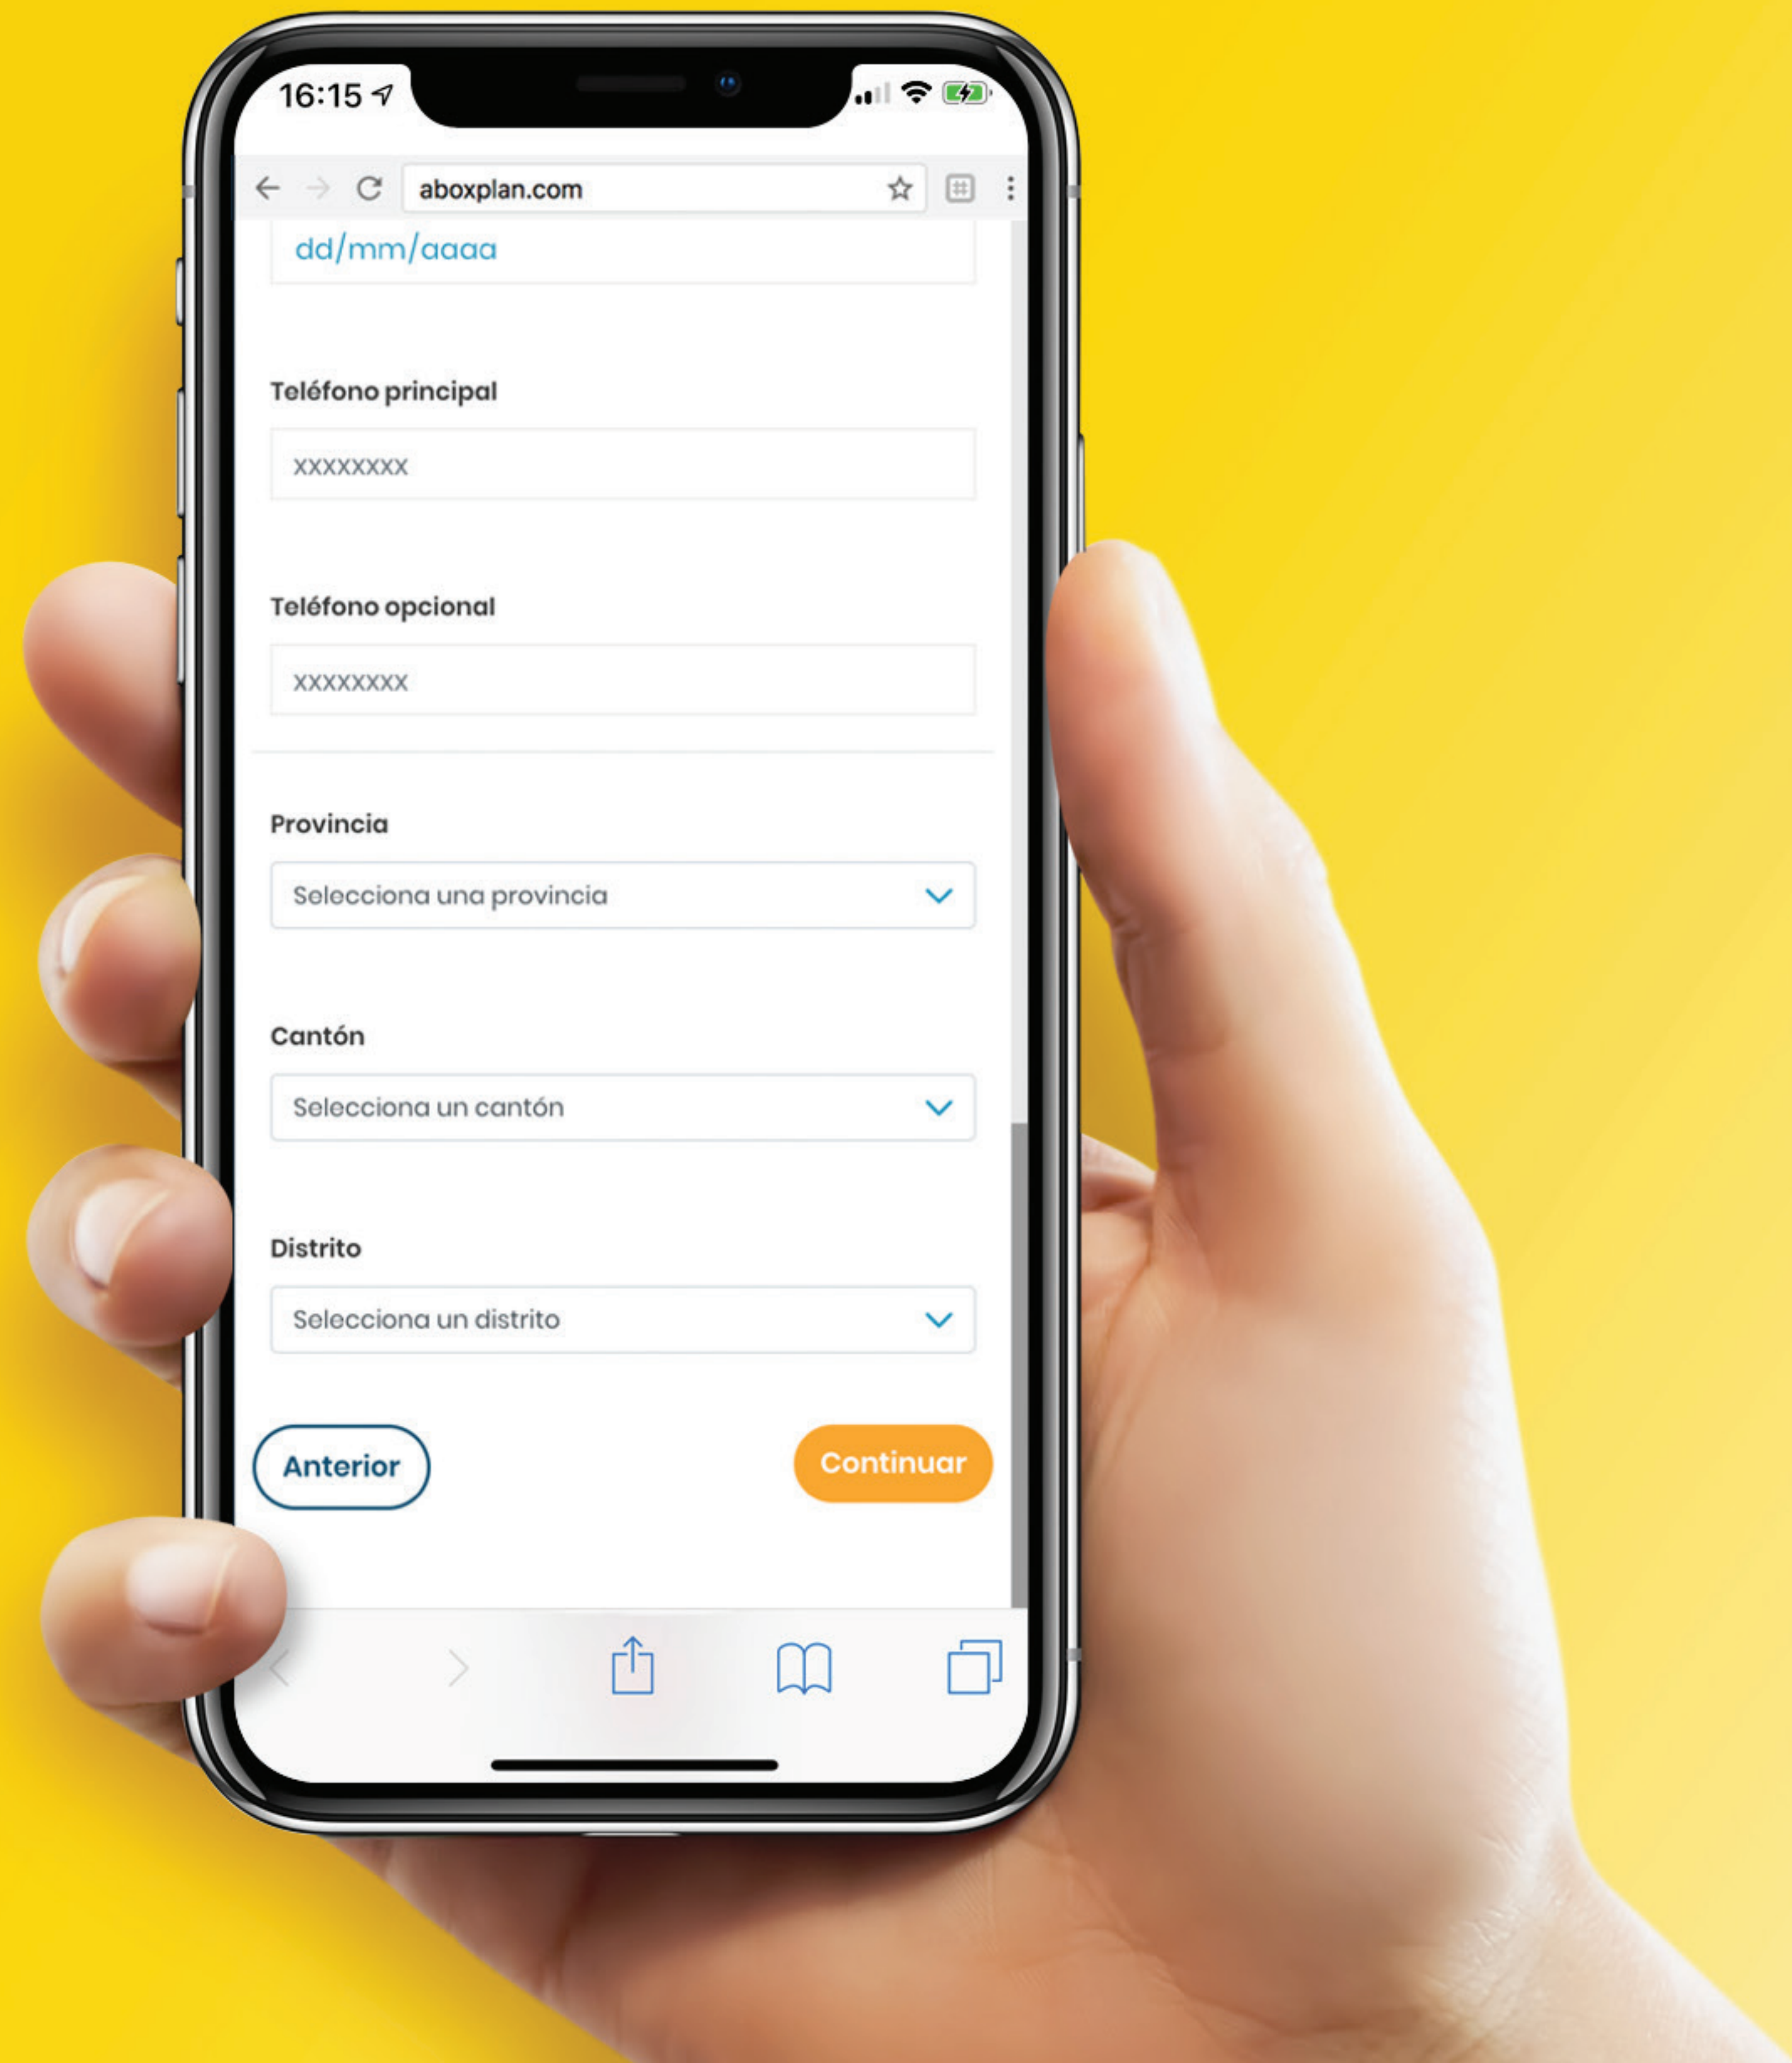 16:15
aboxplan.com
dd/mm/aaaa
Teléfono principal
xxxxxxxx
Teléfono opcional
xxxxxxxx
Provincia
Selecciona una provincia
Cantón
Selecciona un cantón
Distrito
Selecciona un distrito
Anterior
Continuar